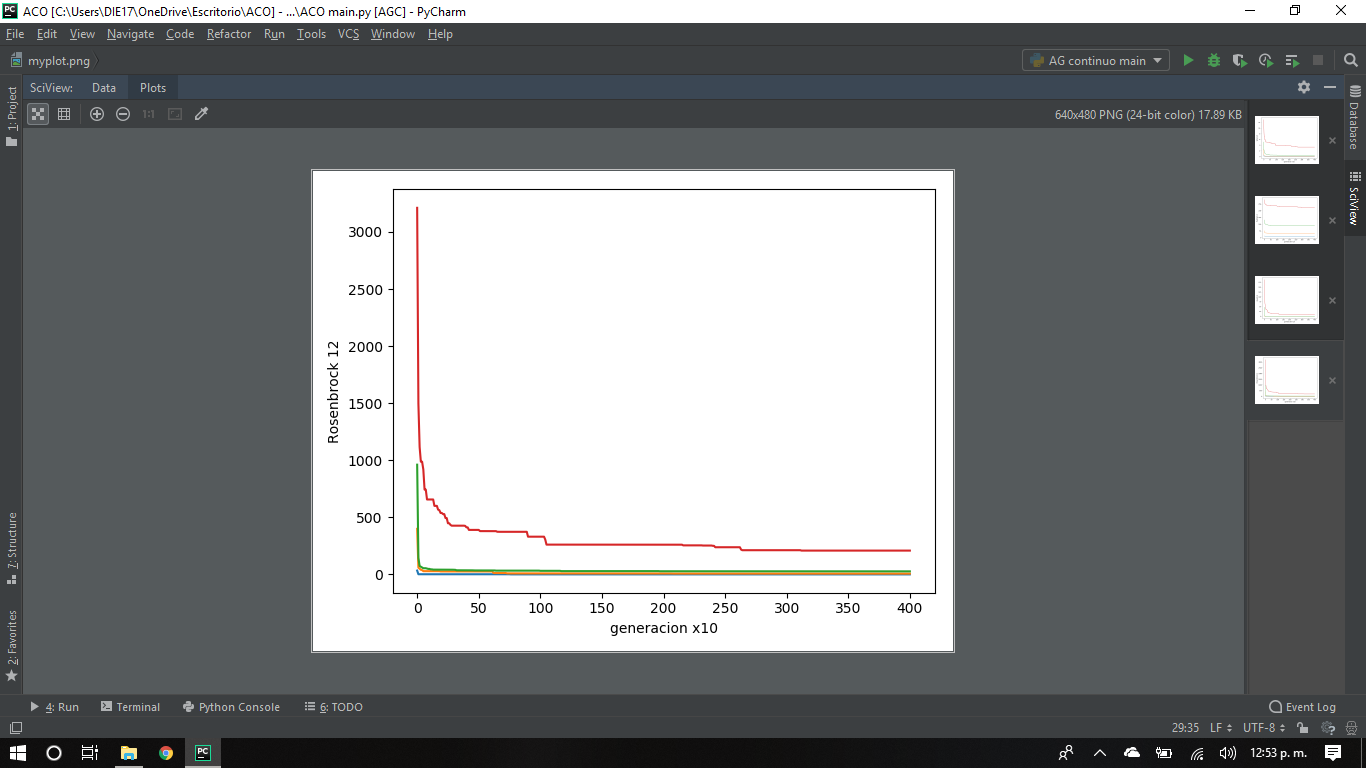 ACO [C:\Users\DIE17\OneDrive\Escritorio\ACO] - ...\ACO main.py [AGC] - PyCharm
File Edit View Navigate Code Refactor Run Tools VCS Window Help
myplot.png
AG continuo main
SciView: Data Plots
1:1
640x480 PNG (24-bit color) 17.89 KB
1: Project
7: Structure
2: Favorites
Database
SciView
3000
2500
2000
1500
1000
500
0
Rosenbrock 12
0 50 100 150 200 250 300 350 400
generacion x10
4: Run Terminal Python Console 6: TODO Event Log
29:35 LF UTF-8
PC 12:53 p. m.